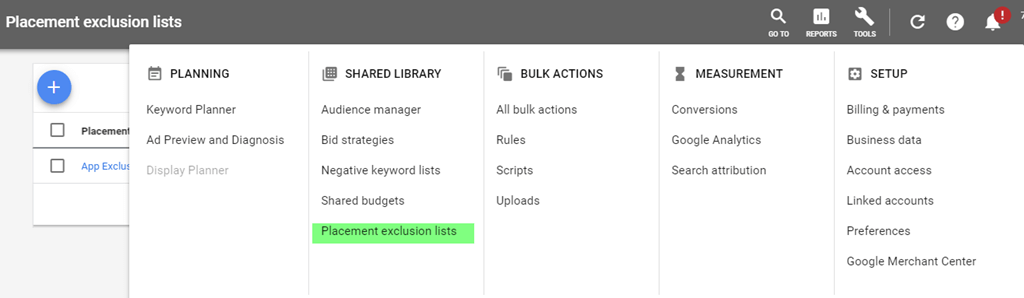 Placement exclusion lists
GO TO
REPORTS
TOOLS
!
PLANNING
Keyword Planner
Ad Preview and Diagnosis
Display Planner
SHARED LIBRARY
Audience manager
Bid strategies
Negative keyword lists
Shared budgets
Placement exclusion lists
BULK ACTIONS
All bulk actions
Rules
Scripts
Uploads
MEASUREMENT
Conversions
Google Analytics
Search attribution
SETUP
Billing & payments
Business data
Account access
Linked accounts
Preferences
Google Merchant Center
Placement
App Exclus